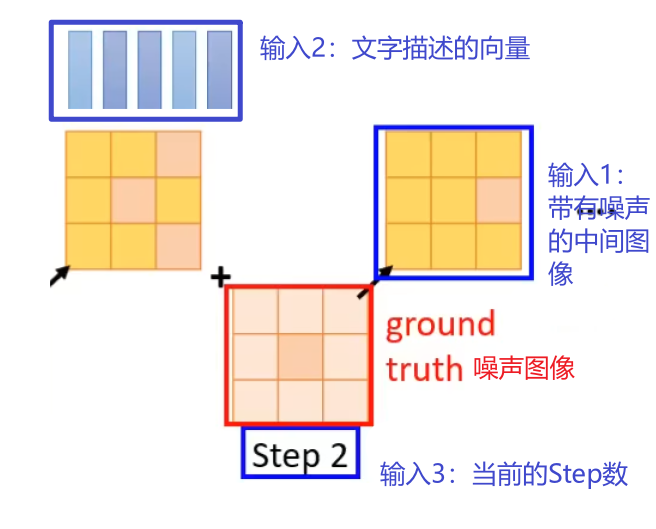 输入2：文字描述的向量
输入1：
带有噪声
的中间图
像
ground
truth 噪声图像
Step 2
输入3：当前的Step数